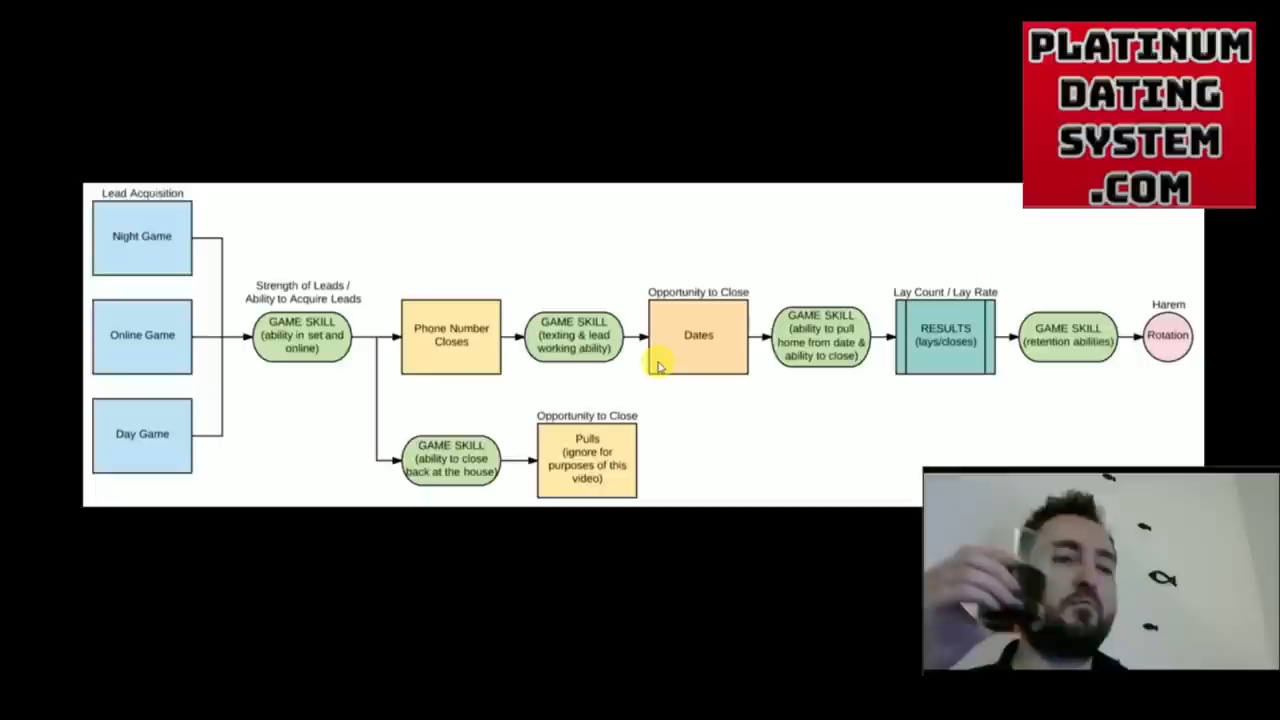 PLATINUM
DATING
SYSTEM
.COM
Lead Acquisition
Night Game
Online Game
Day Game
Strength of Leads /
Ability to Acquire Leads
GAME SKILL
(ability in set and
online)
Phone Number
Closes
GAME SKILL
(texting & lead
working ability)
Opportunity to Close
Dates
GAME SKILL
(ability to pull
home from date &
ability to close)
Lay Count / Lay Rate
RESULTS
(lays/closes)
GAME SKILL
(retention abilities)
Harem
Rotation
GAME SKILL
(ability to close
back at the house)
Opportunity to Close
Pulls
(ignore for
purposes of this
video)